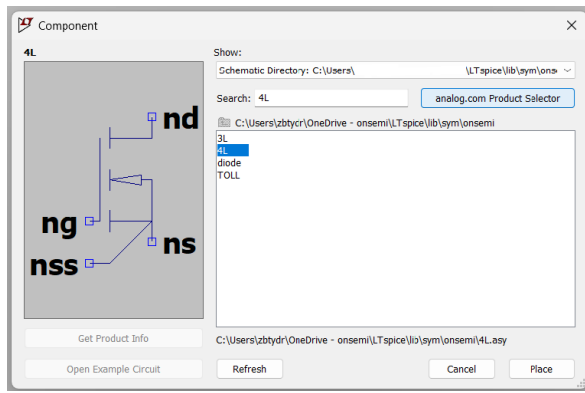 Component
4L
Show:
Schematic Directory: C:\Users\ \LTspice\lib\sym\onse
Search: 4L
analog.com Product Selector
C:\Users\zbtycr\OneDrive - onsemi\LTspice\lib\sym\onsemi
3L
4L
diode
TOLL
nd
ng
ns
nss
Get Product Info
C:\Users\zbtydr\OneDrive - onsemi\LTspice\lib\sym\onsemi\4L.asy
Open Example Circuit
Refresh
Cancel
Place